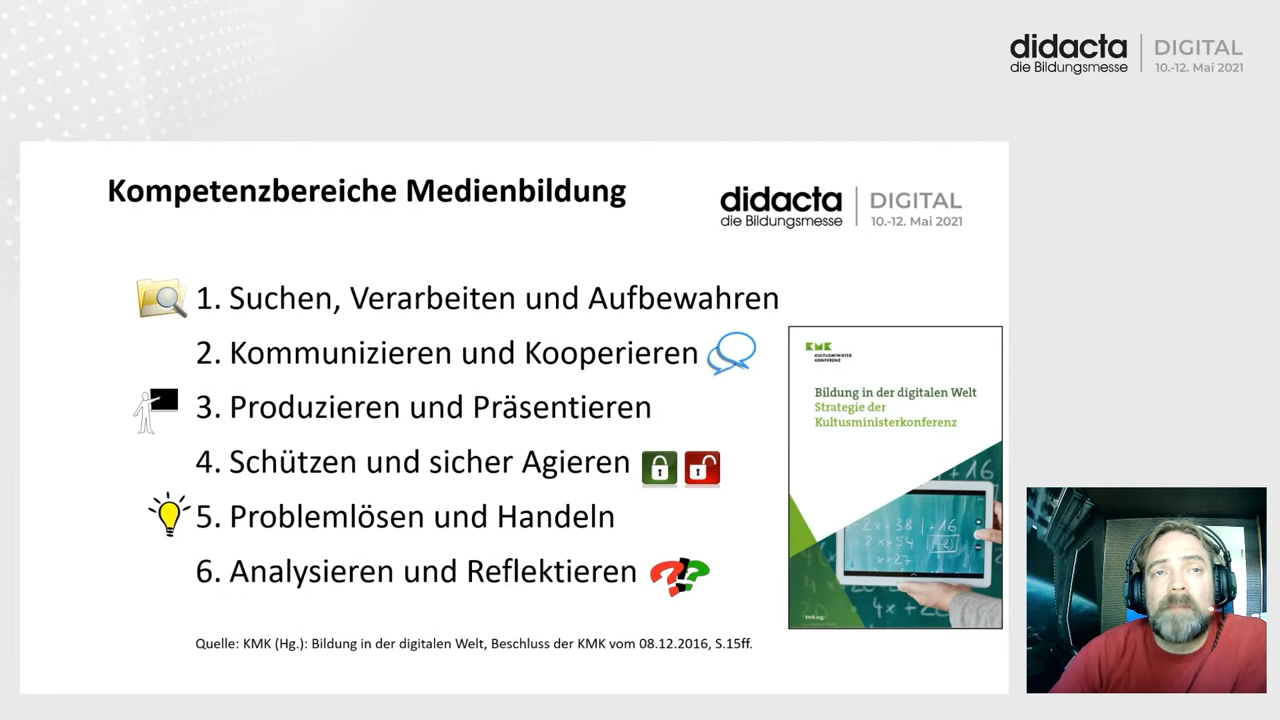 didacta
die Bildungsmesse
DIGITAL
10.-12. Mai 2021
Kompetenzbereiche Medienbildung
didacta
die Bildungsmesse
DIGITAL
10.-12. Mai 2021
1. Suchen, Verarbeiten und Aufbewahren
2. Kommunizieren und Kooperieren
3. Produzieren und Präsentieren
4. Schützen und sicher Agieren
5. Problemlösen und Handeln
6. Analysieren und Reflektieren
KMK
KULTUSMINISTER
KONFERENZ
Bildung in der digitalen Welt
Strategie der
Kultusministerkonferenz
Quelle: KMK (Hg.): Bildung in der digitalen Welt, Beschluss der KMK vom 08.12.2016, S.15ff.